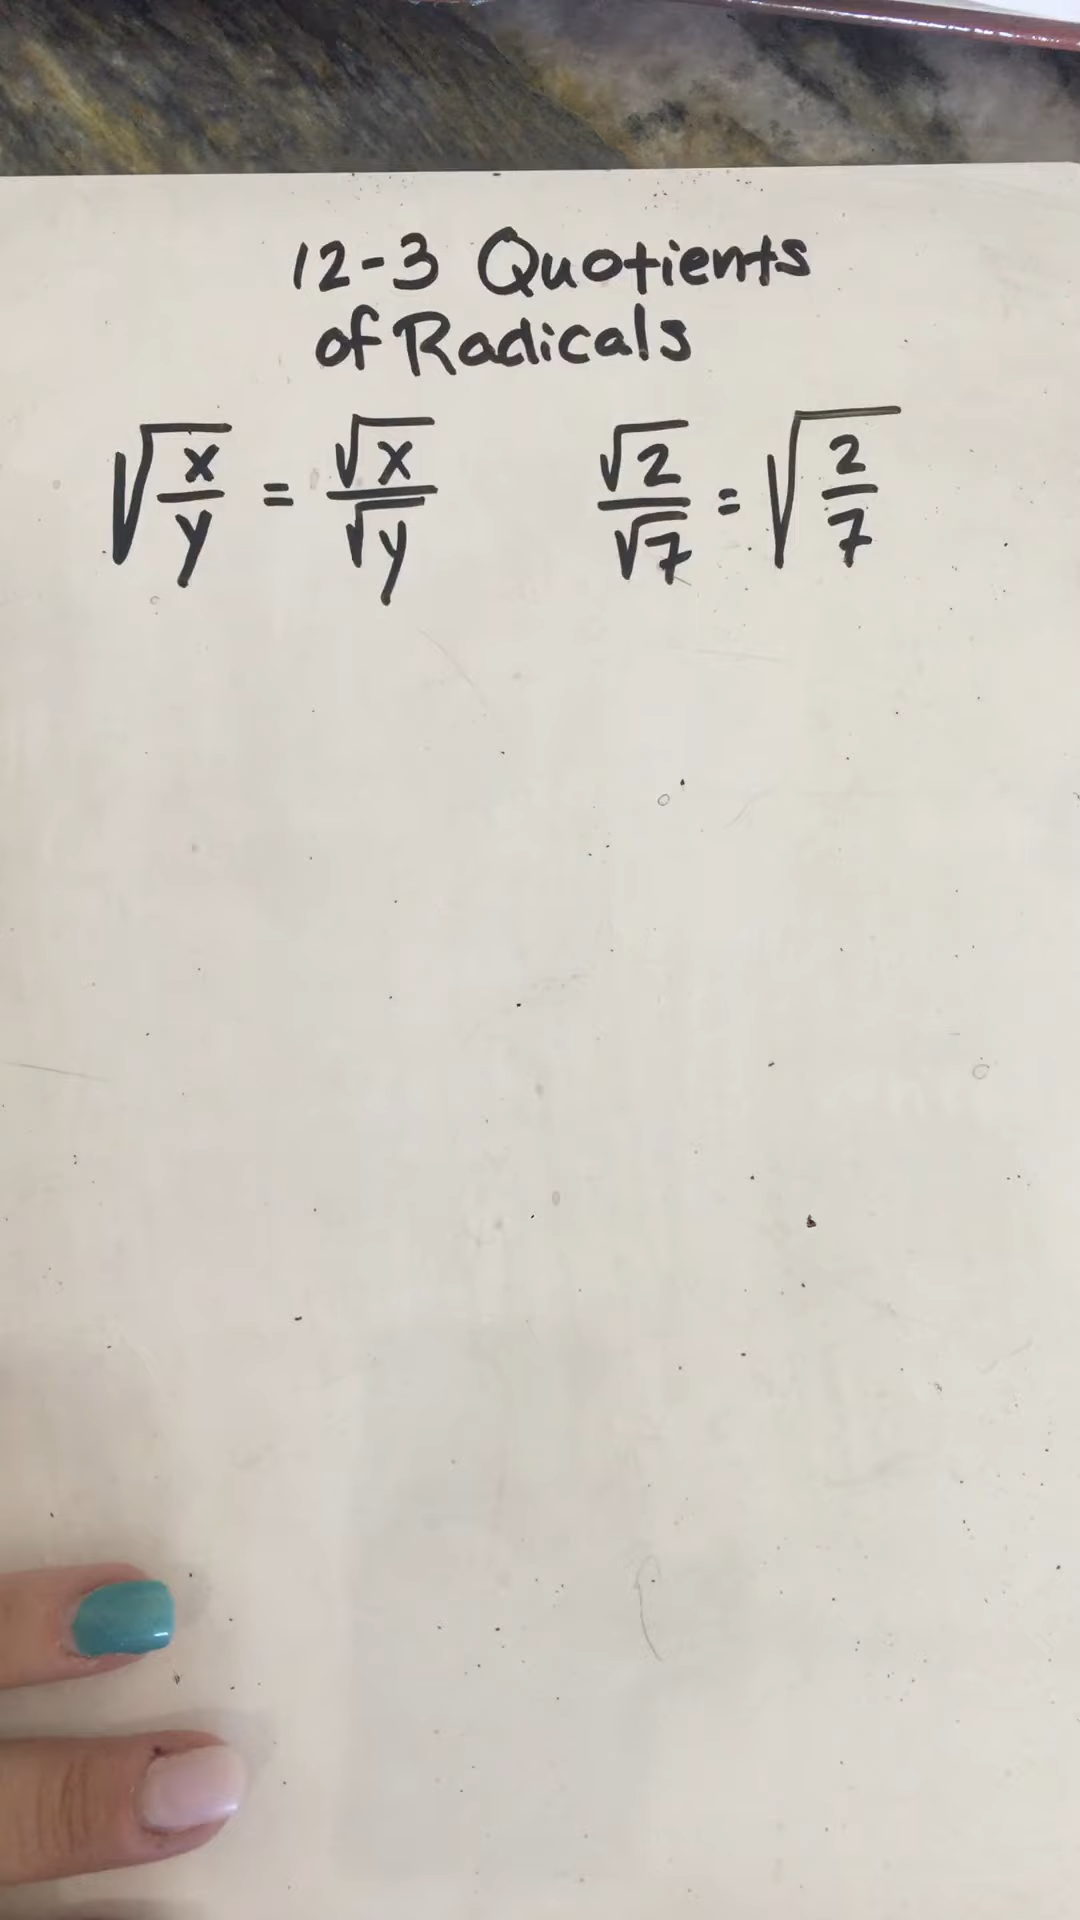 12-3 Quotients
of Radicals
√(x/y) = √x/√y √2/√7 = √(2/7)